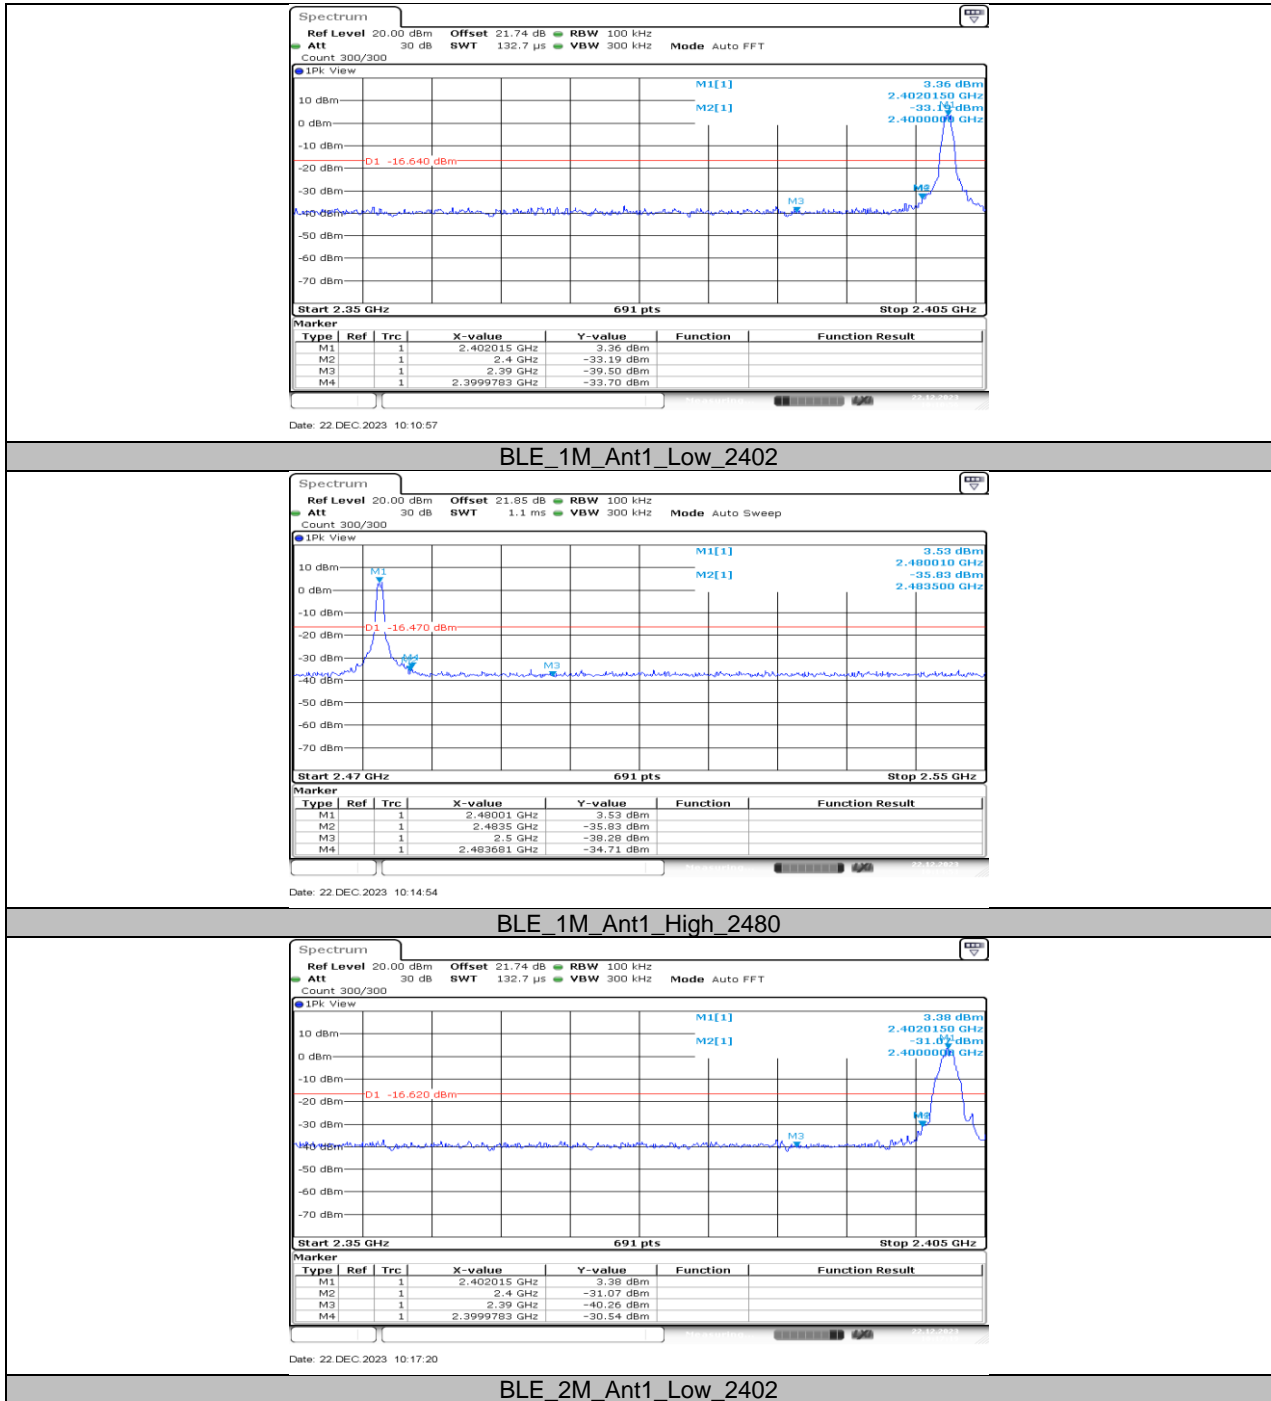 Spectrum
Ref Level 20.00 dBm Offset 21.74 dB RBW 100 kHz
Att 30 dB SWT 132.7 µs VBW 300 kHz Mode Auto FFT
Count 300/300
1Pk View
M1[1] 3.36 dBm
2.4020150 GHz
M2[1] -33.19 dBm
2.4000000 GHz
M1
10 dBm
0 dBm
-10 dBm
D1 -16.640 dBm
-20 dBm
-30 dBm
M3
-40 dBm
-50 dBm
-60 dBm
-70 dBm
Start 2.35 GHz 691 pts Stop 2.405 GHz
Marker
Type Ref Trc X-value Y-value Function Function Result
M1 1 2.402015 GHz 3.36 dBm
M2 1 2.4 GHz -33.19 dBm
M3 1 2.39 GHz -39.50 dBm
M4 1 2.3999783 GHz -33.70 dBm
Date: 22.DEC.2023 10:10:57
BLE_1M_Ant1_Low_2402
Spectrum
Ref Level 20.00 dBm Offset 21.85 dB RBW 100 kHz
Att 30 dB SWT 1.1 ms VBW 300 kHz Mode Auto Sweep
Count 300/300
1Pk View
M1[1] 3.53 dBm
2.480010 GHz
M2[1] -35.83 dBm
2.483500 GHz
10 dBm
M1
0 dBm
-10 dBm
D1 -16.470 dBm
-20 dBm
-30 dBm
M3
-40 dBm
-50 dBm
-60 dBm
-70 dBm
Start 2.47 GHz 691 pts Stop 2.55 GHz
Marker
Type Ref Trc X-value Y-value Function Function Result
M1 1 2.48001 GHz 3.53 dBm
M2 1 2.4835 GHz -35.83 dBm
M3 1 2.5 GHz -38.28 dBm
M4 1 2.483681 GHz -34.71 dBm
Date: 22.DEC.2023 10:14:54
BLE_1M_Ant1_High_2480
Spectrum
Ref Level 20.00 dBm Offset 21.74 dB RBW 100 kHz
Att 30 dB SWT 132.7 µs VBW 300 kHz Mode Auto FFT
Count 300/300
1Pk View
M1[1] 3.38 dBm
2.4020150 GHz
M2[1] -31.07 dBm
2.4000000 GHz
M1
10 dBm
0 dBm
-10 dBm
D1 -16.620 dBm
-20 dBm
-30 dBm
M3
-40 dBm
-50 dBm
-60 dBm
-70 dBm
Start 2.35 GHz 691 pts Stop 2.405 GHz
Marker
Type Ref Trc X-value Y-value Function Function Result
M1 1 2.402015 GHz 3.38 dBm
M2 1 2.4 GHz -31.07 dBm
M3 1 2.39 GHz -40.26 dBm
M4 1 2.3999783 GHz -30.54 dBm
Date: 22.DEC.2023 10:17:20
BLE_2M_Ant1_Low_2402